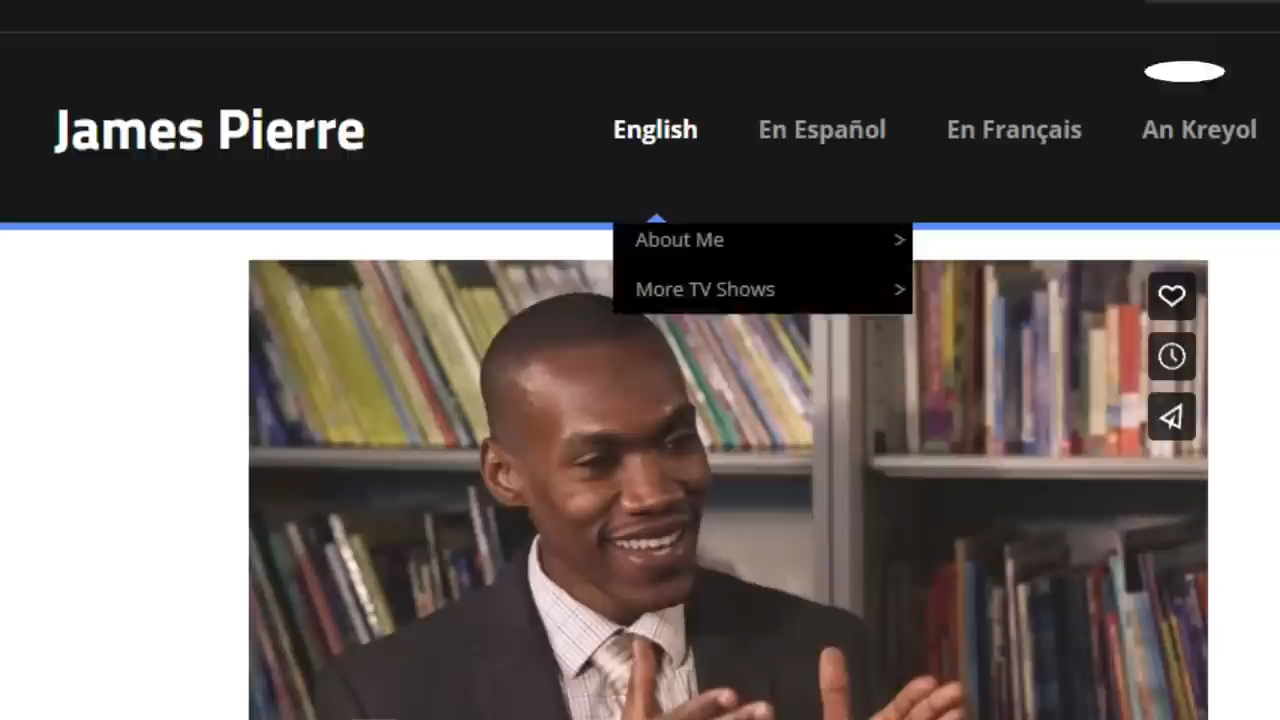 James Pierre
English
En Español
En Français
An Kreyol
About Me >
More TV Shows >